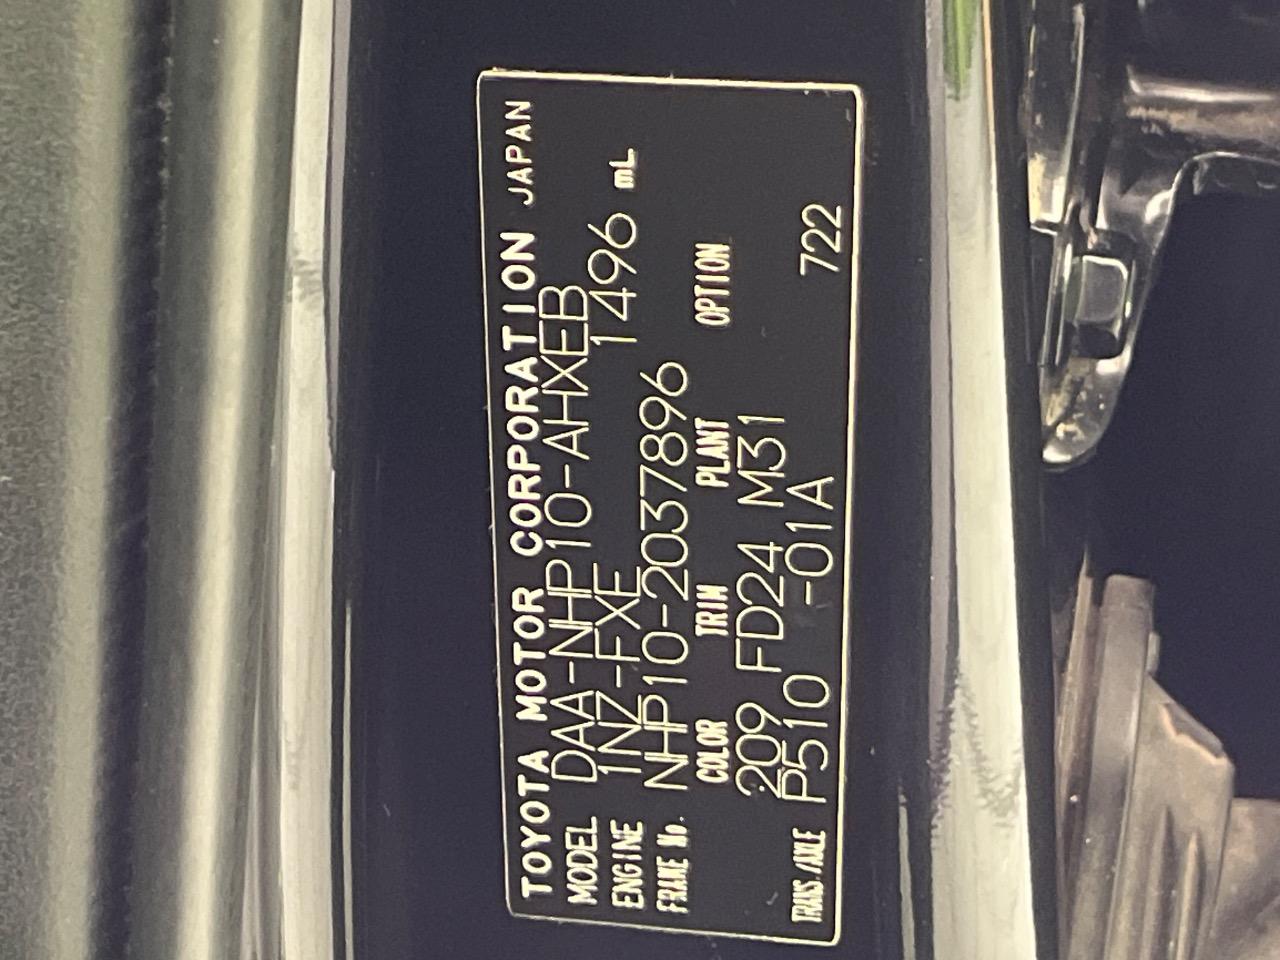 TOYOTA MOTOR CORPORATION JAPAN
MODEL DAA-NHP10-AHXEB
ENGINE 1NZ-FXE 1496 mL
FRAME No. NHP10-2037896
COLOR TRIM PLANT OPTION
209 FD24 M31
TRANS./AXLE P510 -01A 722